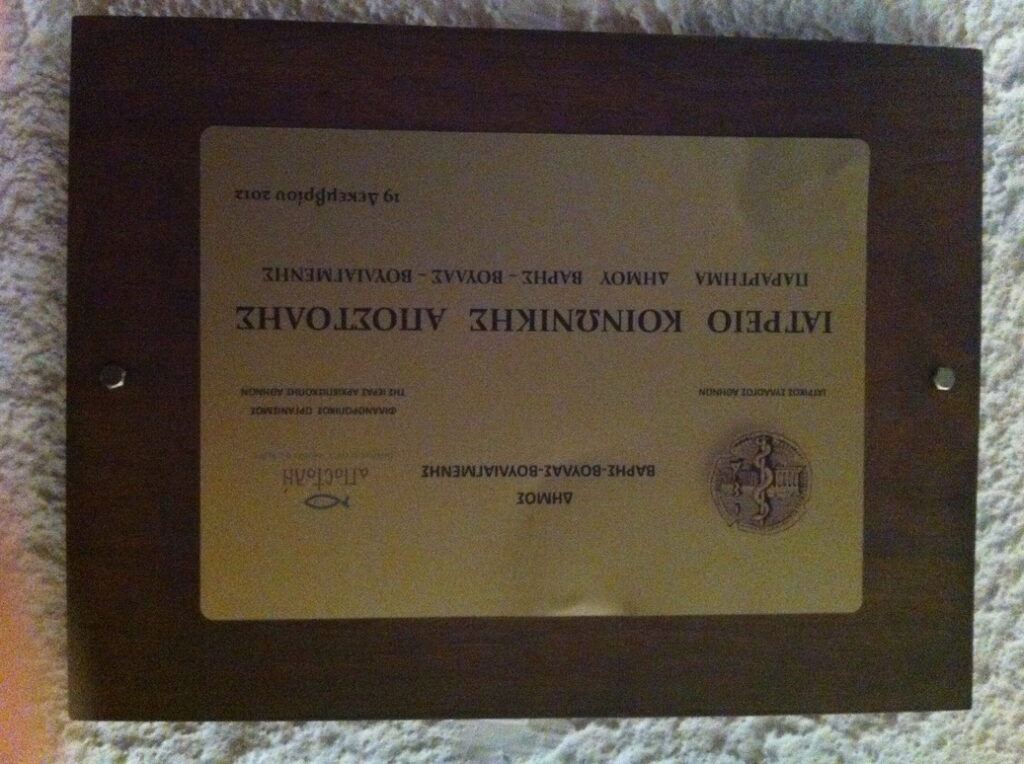 ΔΗΜΟΣ
ΒΑΡΗΣ-ΒΟΥΛΑΣ-ΒΟΥΛΙΑΓΜΕΝΗΣ
αΠοcτολή
ΙΑΤΡΙΚΟΣ ΣΥΛΛΟΓΟΣ ΑΘΗΝΩΝ
ΦΙΛΑΝΘΡΩΠΙΚΟΣ ΟΡΓΑΝΙΣΜΟΣ
ΤΗΣ ΙΕΡΑΣ ΑΡΧΙΕΠΙΣΚΟΠΗΣ ΑΘΗΝΩΝ
ΙΑΤΡΕΙΟ ΚΟΙΝΩΝΙΚΗΣ ΑΠΟΣΤΟΛΗΣ
ΠΑΡΑΡΤΗΜΑ ΔΗΜΟΥ ΒΑΡΗΣ – ΒΟΥΛΑΣ – ΒΟΥΛΙΑΓΜΕΝΗΣ
19 Δεκεμβρίου 2012